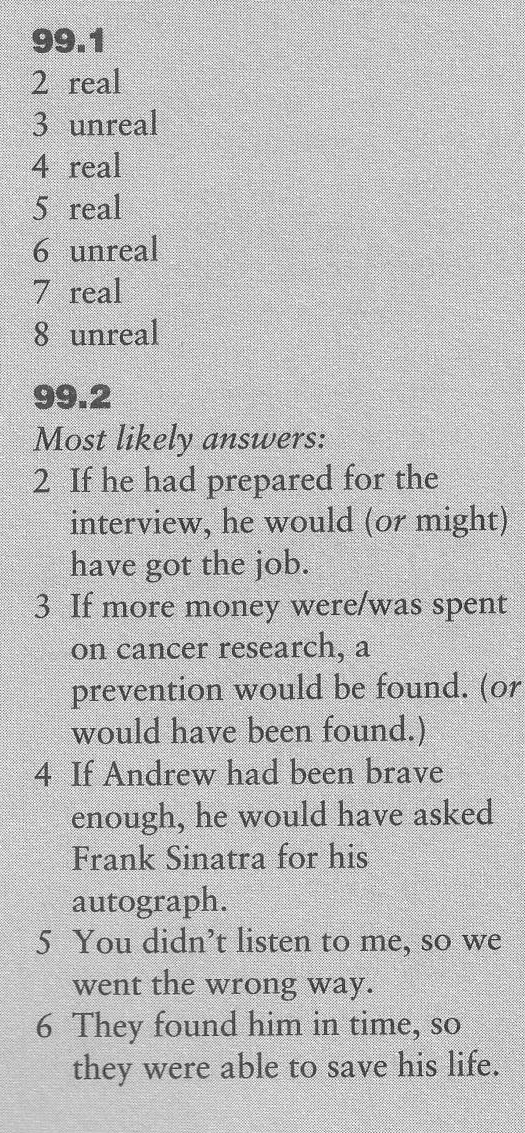 99.1
2 real
3 unreal
4 real
5 real
6 unreal
7 real
8 unreal
99.2
Most likely answers:
2 If he had prepared for the
interview, he would (or might)
have got the job.
3 If more money were/was spent
on cancer research, a
prevention would be found. (or
would have been found.)
4 If Andrew had been brave
enough, he would have asked
Frank Sinatra for his
autograph.
5 You didn't listen to me, so we
went the wrong way.
6 They found him in time, so
they were able to save his life.